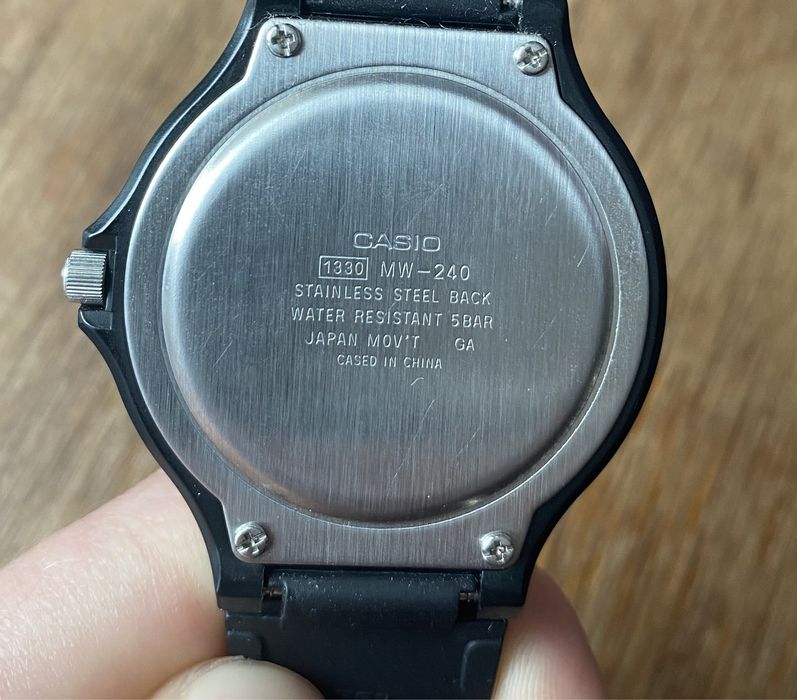 CASIO
1330 MW-240
STAINLESS STEEL BACK
WATER RESISTANT 5BAR
JAPAN MOV'T GA
CASED IN CHINA